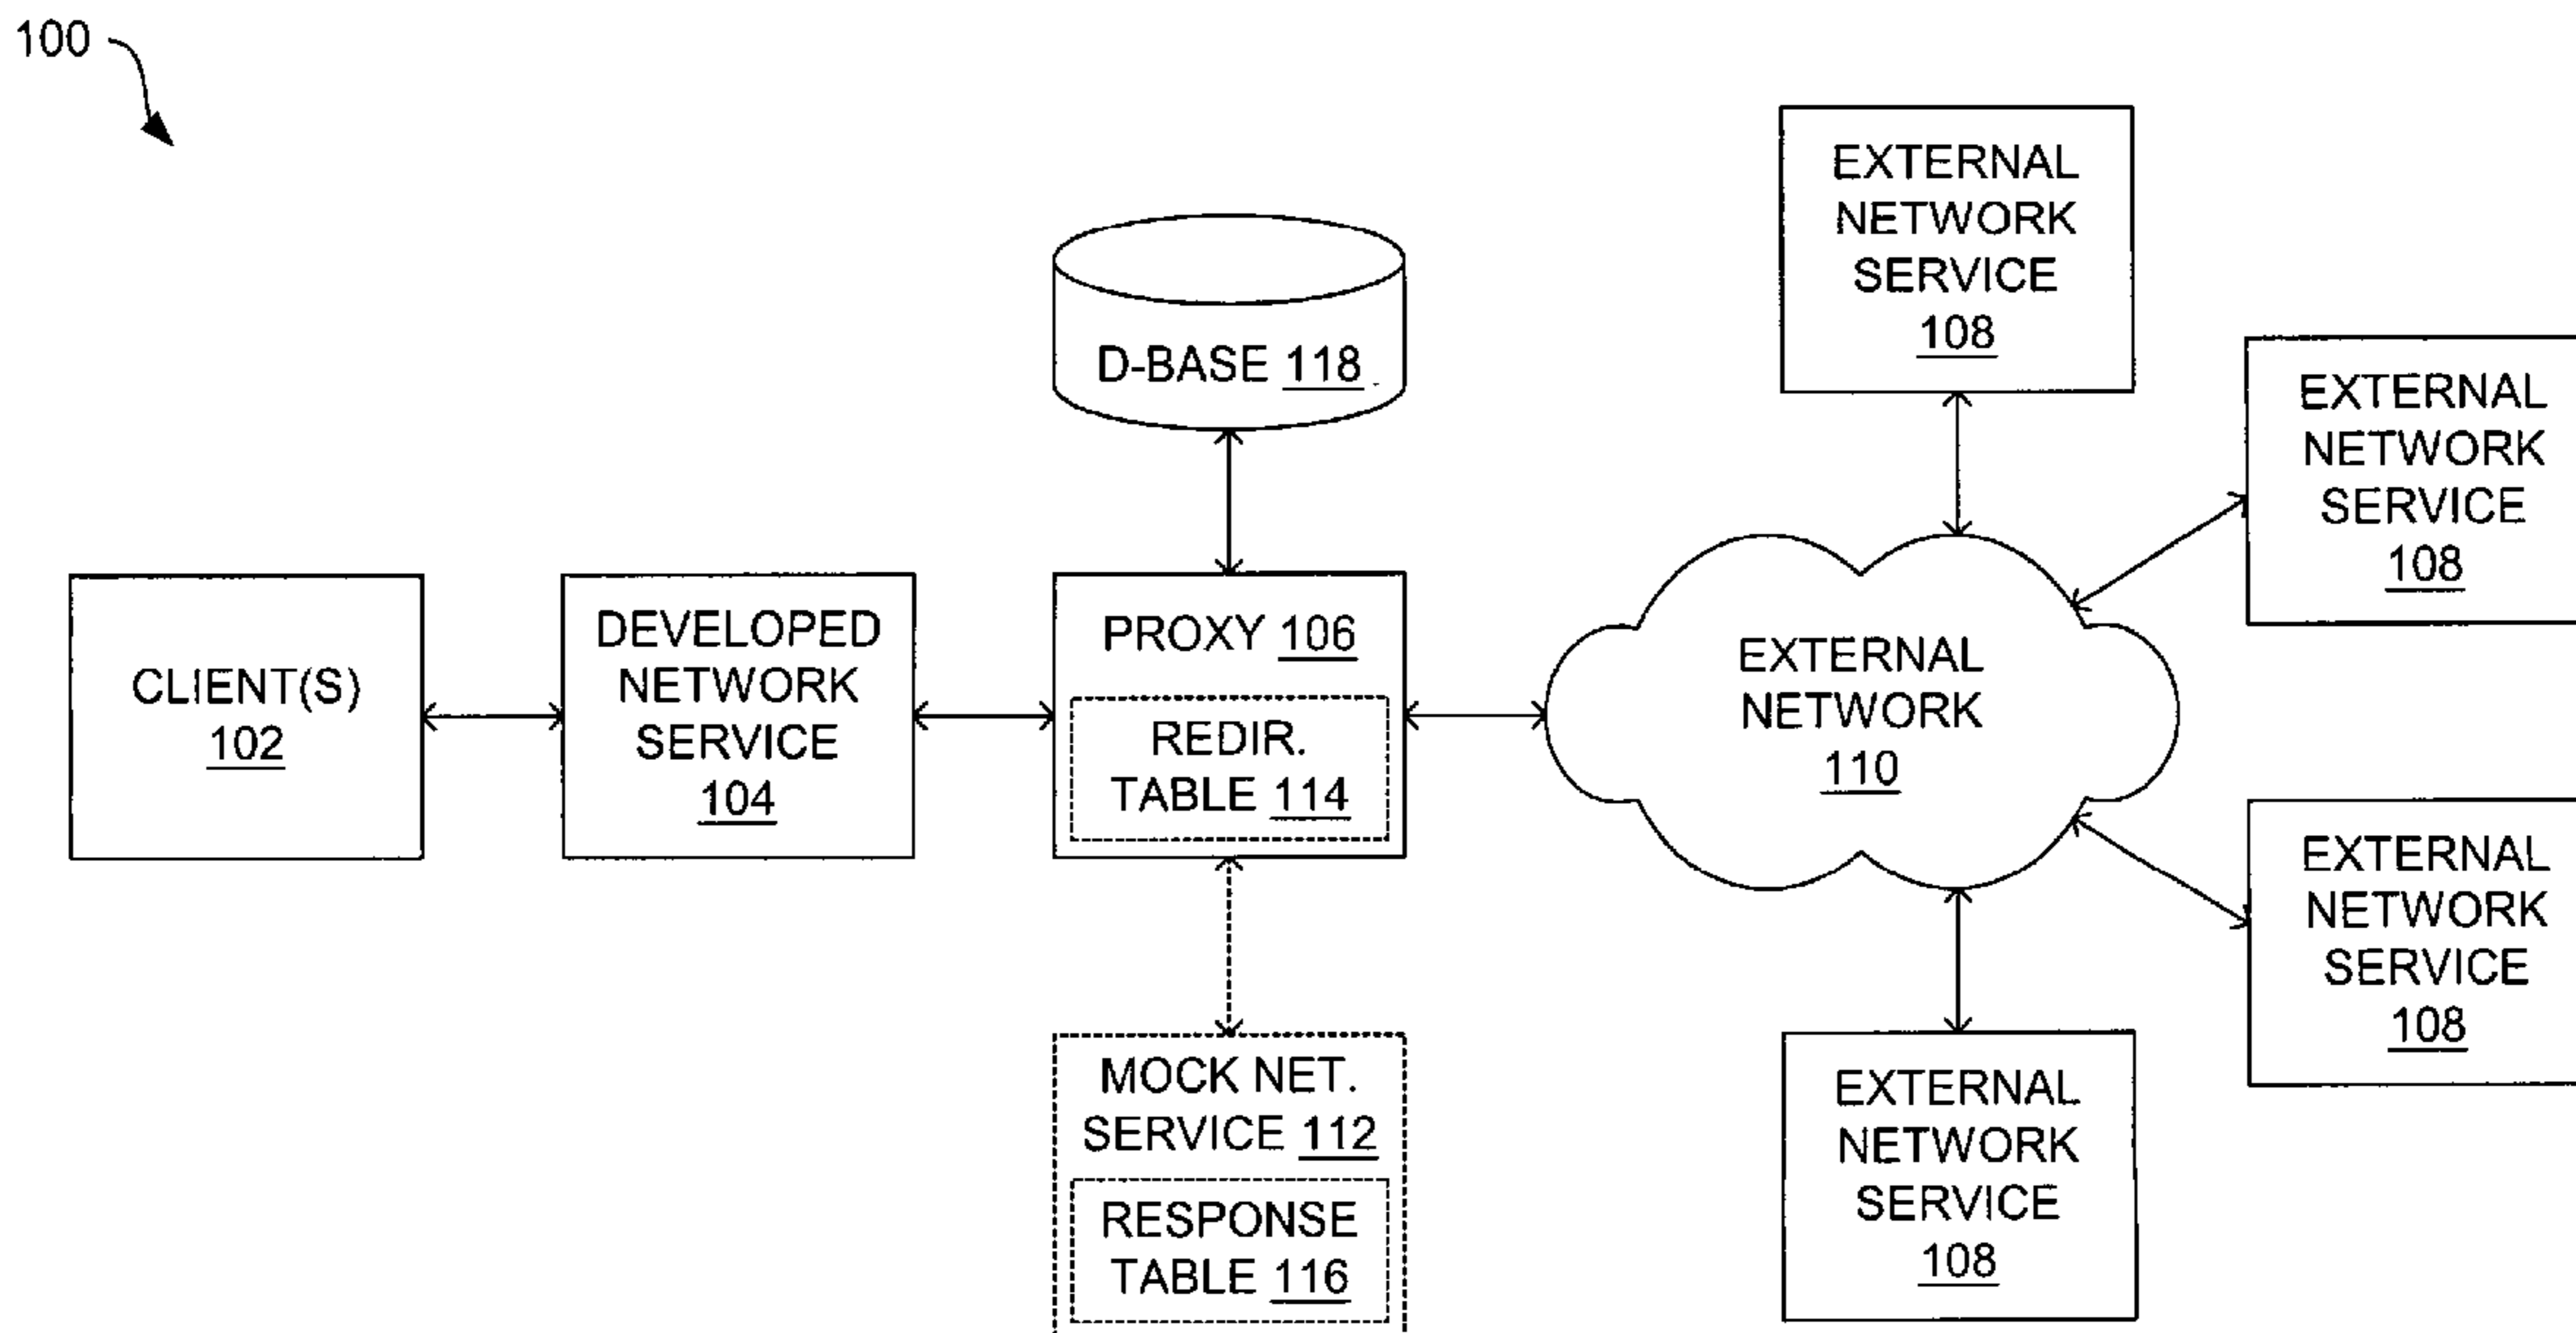 100
EXTERNAL
NETWORK
SERVICE
108
D-BASE 118
EXTERNAL
NETWORK
SERVICE
108
CLIENT(S)
102
DEVELOPED
NETWORK
SERVICE
104
PROXY 106
REDIR.
TABLE 114
EXTERNAL
NETWORK
110
EXTERNAL
NETWORK
SERVICE
108
MOCK NET.
SERVICE 112
RESPONSE
TABLE 116
EXTERNAL
NETWORK
SERVICE
108